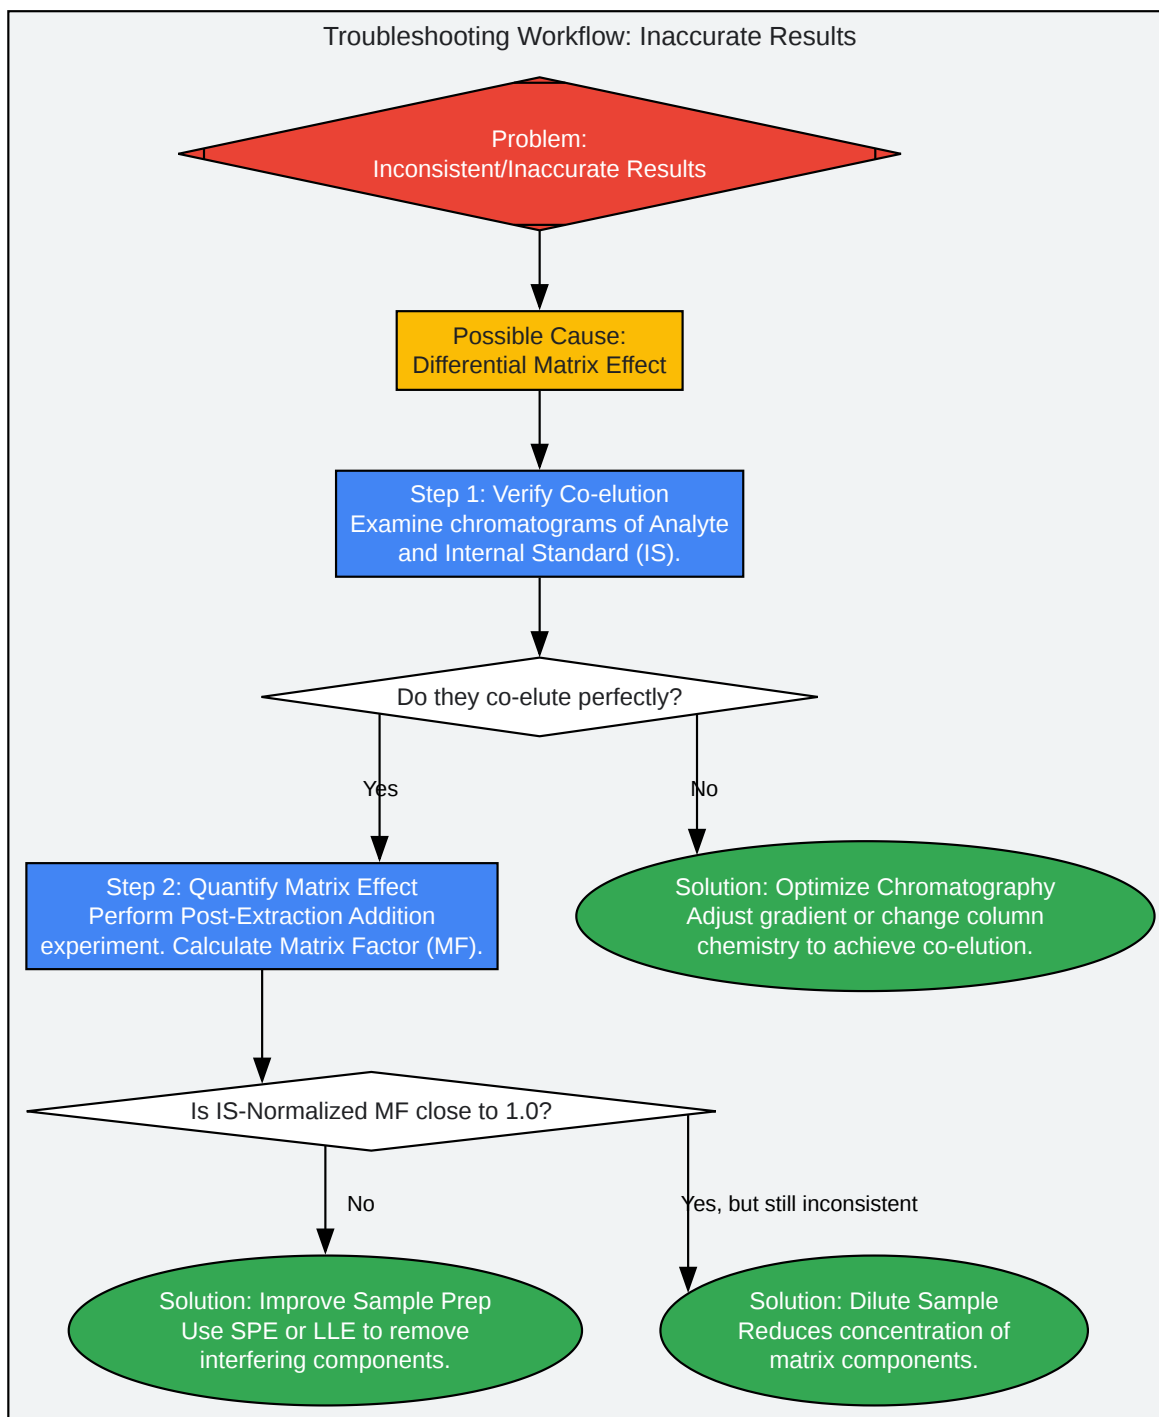 Troubleshooting Workflow: Inaccurate Results
Problem:
Inconsistent/Inaccurate Results
Possible Cause:
Differential Matrix Effect
Step 1: Verify Co-elution
Examine chromatograms of Analyte
and Internal Standard (IS).
Do they co-elute perfectly?
Yes
No
Step 2: Quantify Matrix Effect
Perform Post-Extraction Addition
experiment. Calculate Matrix Factor (MF).
Solution: Optimize Chromatography
Adjust gradient or change column
chemistry to achieve co-elution.
Is IS-Normalized MF close to 1.0?
No
Yes, but still inconsistent
Solution: Improve Sample Prep
Use SPE or LLE to remove
interfering components.
Solution: Dilute Sample
Reduces concentration of
matrix components.